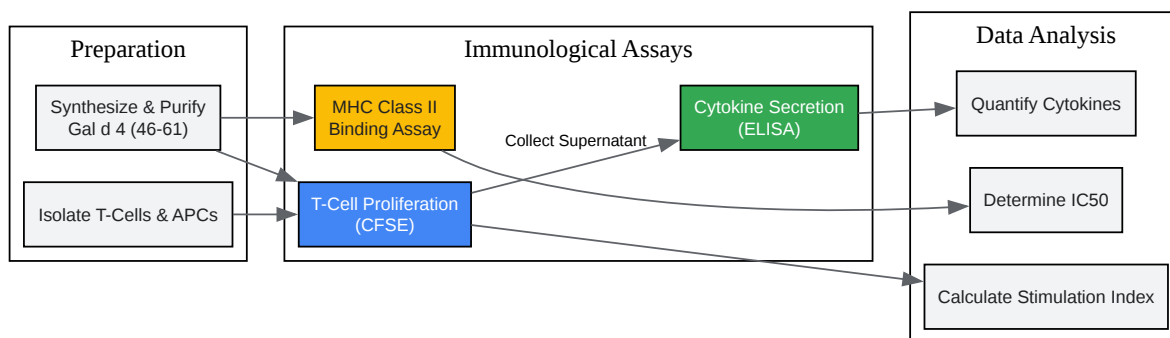 Preparation
Synthesize & Purify
Gal d 4 (46-61)
Isolate T-Cells & APCs
Immunological Assays
MHC Class II
Binding Assay
T-Cell Proliferation
(CFSE)
Collect Supernatant
Cytokine Secretion
(ELISA)
Data Analysis
Quantify Cytokines
Determine IC50
Calculate Stimulation Index